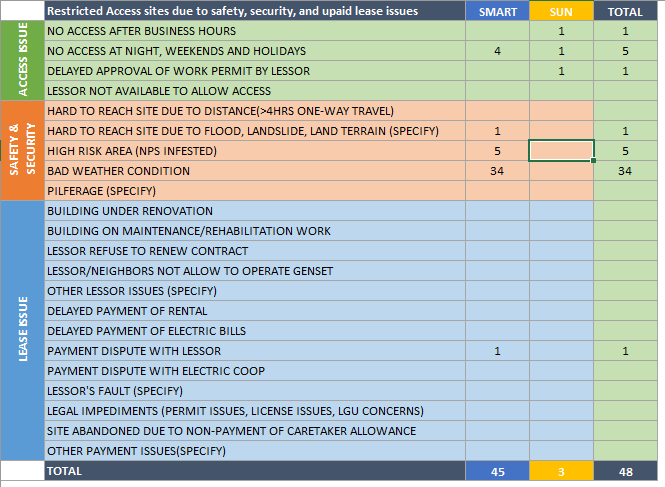 Restricted Access sites due to safety, security, and upaid lease issues SMART SUN TOTAL
ACCESS ISSUE
NO ACCESS AFTER BUSINESS HOURS 1 1
NO ACCESS AT NIGHT, WEEKENDS AND HOLIDAYS 4 1 5
DELAYED APPROVAL OF WORK PERMIT BY LESSOR 1 1
LESSOR NOT AVAILABLE TO ALLOW ACCESS
SAFETY &
SECURITY
HARD TO REACH SITE DUE TO DISTANCE(>4HRS ONE-WAY TRAVEL)
HARD TO REACH SITE DUE TO FLOOD, LANDSLIDE, LAND TERRAIN (SPECIFY) 1 1
HIGH RISK AREA (NPS INFESTED) 5 5
BAD WEATHER CONDITION 34 34
PILFERAGE (SPECIFY)
LEASE ISSUE
BUILDING UNDER RENOVATION
BUILDING ON MAINTENANCE/REHABILITATION WORK
LESSOR REFUSE TO RENEW CONTRACT
LESSOR/NEIGHBORS NOT ALLOW TO OPERATE GENSET
OTHER LESSOR ISSUES (SPECIFY)
DELAYED PAYMENT OF RENTAL
DELAYED PAYMENT OF ELECTRIC BILLS
PAYMENT DISPUTE WITH LESSOR 1 1
PAYMENT DISPUTE WITH ELECTRIC COOP
LESSOR'S FAULT (SPECIFY)
LEGAL IMPEDIMENTS (PERMIT ISSUES, LICENSE ISSUES, LGU CONCERNS)
SITE ABANDONED DUE TO NON-PAYMENT OF CARETAKER ALLOWANCE
OTHER PAYMENT ISSUES(SPECIFY)
TOTAL 45 3 48